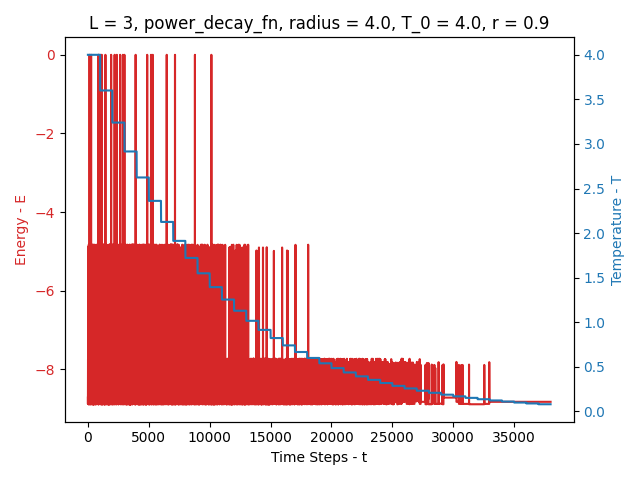 L = 3, power_decay_fn, radius = 4.0, T_0 = 4.0, r = 0.9
Energy - E
0
−2
−4
−6
−8
4.0
3.5
3.0
2.5
2.0
1.5
1.0
0.5
0.0
Temperature - T
0 5000 10000 15000 20000 25000 30000 35000
Time Steps - t